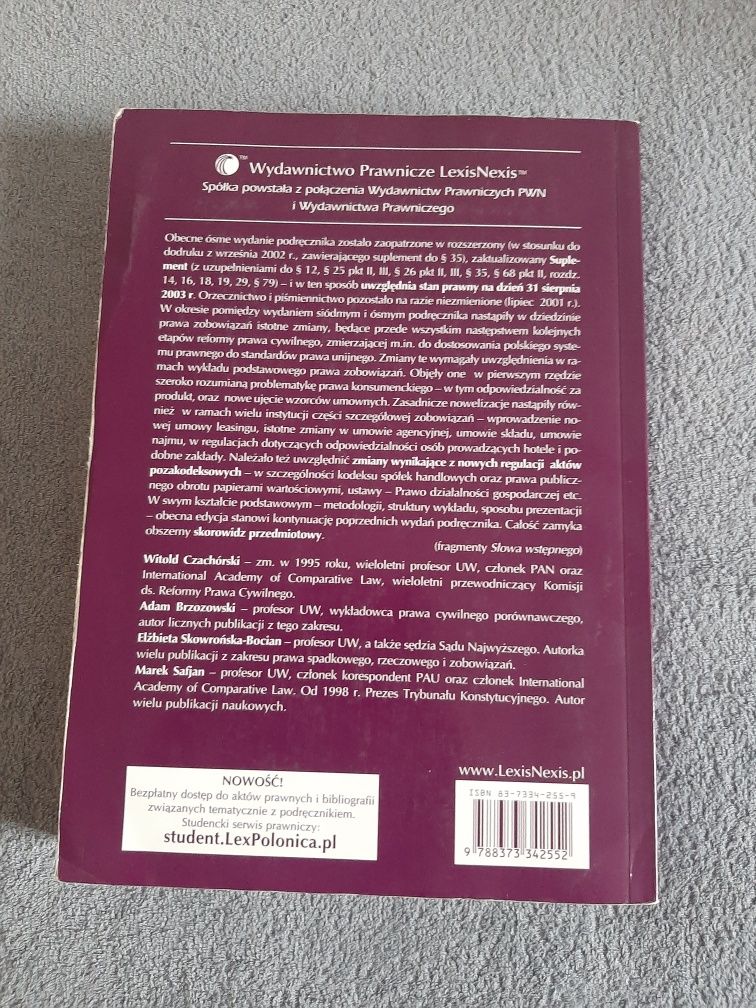 ™ Wydawnictwo Prawnicze LexisNexis™
Spółka powstała z połączenia Wydawnictw Prawniczych PWN
i Wydawnictwa Prawniczego
Obecne ósme wydanie podręcznika zostało zaopatrzone w rozszerzony (w stosunku do
dodruku z września 2002 r., zawierającego suplement do § 35), zaktualizowany Suple-
ment (z uzupełnieniami do § 12, § 25 pkt II, III, § 26 pkt II, III, § 35, § 68 pkt II, rozdz.
14, 16, 18, 19, 29, § 79) – i w ten sposób uwzględnia stan prawny na dzień 31 sierpnia
2003 r. Orzecznictwo i piśmiennictwo pozostało na razie niezmienione (lipiec 2001 r.).
W okresie pomiędzy wydaniem siódmym i ósmym podręcznika nastąpiły w dziedzinie
prawa zobowiązań istotne zmiany, będące przede wszystkim następstwem kolejnych
etapów reformy prawa cywilnego, zmierzającej m.in. do dostosowania polskiego syste-
mu prawnego do standardów prawa unijnego. Zmiany te wymagały uwzględnienia w ra-
mach wykładu podstawowego prawa zobowiązań. Objęły one w pierwszym rzędzie
szeroko rozumianą problematykę prawa konsumenckiego – w tym odpowiedzialność za
produkt, oraz nowe ujęcie wzorców umownych. Zasadnicze nowelizacje nastąpiły rów-
nież w ramach wielu instytucji części szczegółowej zobowiązań – wprowadzenie no-
wej umowy leasingu, istotne zmiany w umowie agencyjnej, umowie składu, umowie
najmu, w regulacjach dotyczących odpowiedzialności osób prowadzących hotele i po-
dobne zakłady. Należało też uwzględnić zmiany wynikające z nowych regulacji aktów
pozakodeksowych – w szczególności kodeksu spółek handlowych oraz prawa publicz-
nego obrotu papierami wartościowymi, ustawy – Prawo działalności gospodarczej etc.
W swym kształcie podstawowym – metodologii, struktury wykładu, sposobu prezentacji
– obecna edycja stanowi kontynuację poprzednich wydań podręcznika. Całość zamyka
obszerny skorowidz przedmiotowy.
(fragmenty Słowa wstępnego)
Witold Czachórski – zm. w 1995 roku, wieloletni profesor UW, członek PAN oraz
International Academy of Comparative Law, wieloletni przewodniczący Komisji
ds. Reformy Prawa Cywilnego.
Adam Brzozowski – profesor UW, wykładowca prawa cywilnego porównawczego,
autor licznych publikacji z tego zakresu.
Elżbieta Skowrońska-Bocian – profesor UW, a także sędzia Sądu Najwyższego. Autorka
wielu publikacji z zakresu prawa spadkowego, rzeczowego i zobowiązań.
Marek Safjan – profesor UW, członek korespondent PAU oraz członek International
Academy of Comparative Law. Od 1998 r. Prezes Trybunału Konstytucyjnego. Autor
wielu publikacji naukowych.
NOWOŚĆ!
Bezpłatny dostęp do aktów prawnych i bibliografii
związanych tematycznie z podręcznikiem.
Studencki serwis prawniczy:
student.LexPolonica.pl
www.LexisNexis.pl
ISBN 83-7334-255-9
9 788373 342552